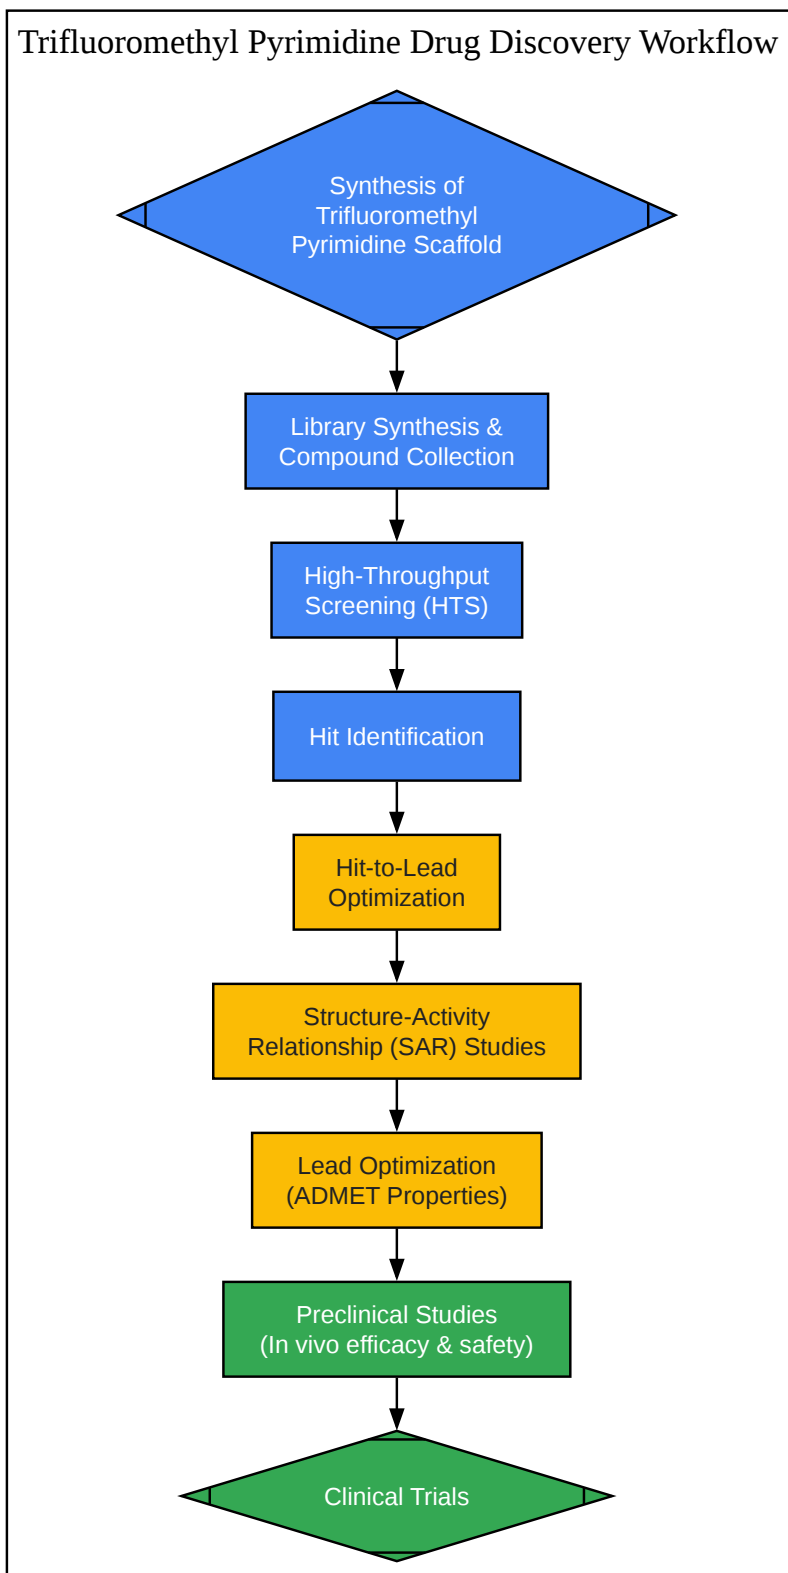 Trifluoromethyl Pyrimidine Drug Discovery Workflow
Synthesis of
Trifluoromethyl
Pyrimidine Scaffold
Library Synthesis &
Compound Collection
High-Throughput
Screening (HTS)
Hit Identification
Hit-to-Lead
Optimization
Structure-Activity
Relationship (SAR) Studies
Lead Optimization
(ADMET Properties)
Preclinical Studies
(In vivo efficacy & safety)
Clinical Trials